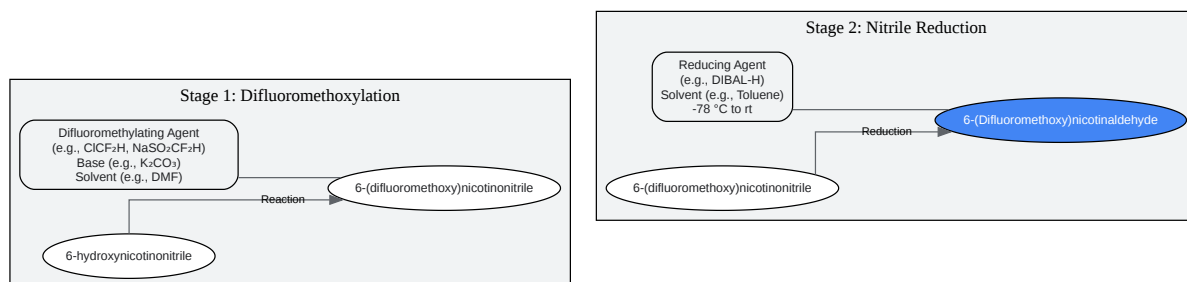 Stage 1: Difluoromethoxylation
Difluoromethylating Agent
(e.g., ClCF₂H, NaSO₂CF₂H)
Base (e.g., K₂CO₃)
Solvent (e.g., DMF)
6-(difluoromethoxy)nicotinonitrile
Reaction
6-hydroxynicotinonitrile
Stage 2: Nitrile Reduction
Reducing Agent
(e.g., DIBAL-H)
Solvent (e.g., Toluene)
-78 °C to rt
6-(Difluoromethoxy)nicotinaldehyde
Reduction
6-(difluoromethoxy)nicotinonitrile